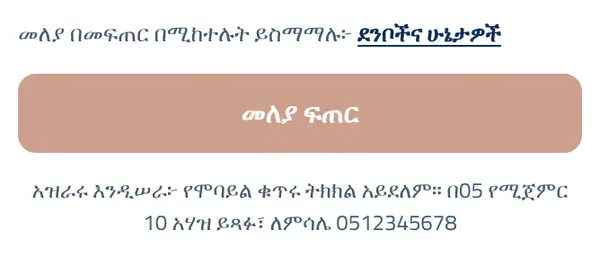 መለያ በመፍጠር በሚከተሉት ይስማማሉ፦ ደንቦችና ሁኔታዎች
መለያ ፍጠር
አዝራሩ እንዲሠራ፦ የሞባይል ቁጥሩ ትክክል አይደለም። በ05 የሚጀምር
10 አሃዝ ይጻፉ፣ ለምሳሌ 0512345678